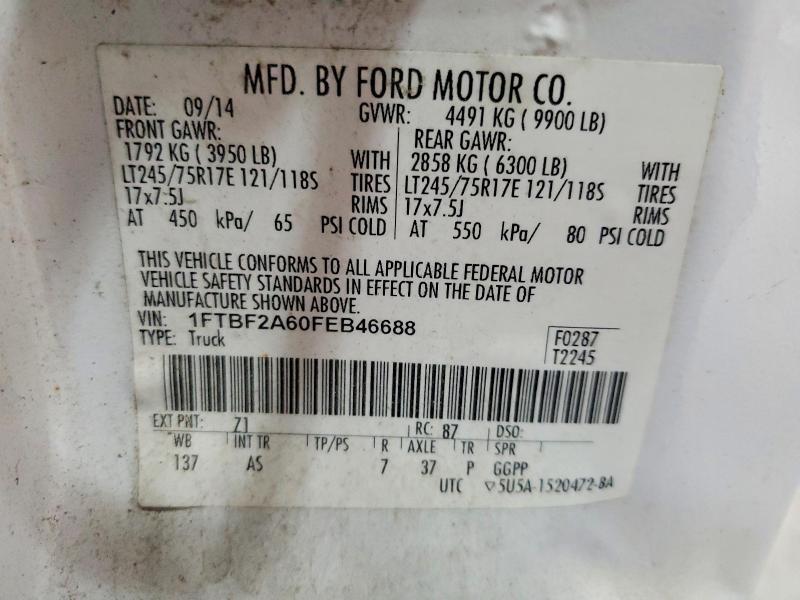 MFD. BY FORD MOTOR CO.
DATE: 09/14 GVWR: 4491 KG ( 9900 LB)
FRONT GAWR: REAR GAWR:
1792 KG ( 3950 LB) WITH 2858 KG ( 6300 LB) WITH
LT245/75R17E 121/118S TIRES LT245/75R17E 121/118S TIRES
17x7.5J RIMS 17x7.5J RIMS
AT 450 kPa/ 65 PSI COLD AT 550 kPa/ 80 PSI COLD
THIS VEHICLE CONFORMS TO ALL APPLICABLE FEDERAL MOTOR
VEHICLE SAFETY STANDARDS IN EFFECT ON THE DATE OF
MANUFACTURE SHOWN ABOVE.
VIN: 1FTBF2A60FEB46688
TYPE: Truck
F0287
T2245
EXT PNT: Z1 RC: 87 DSO:
WB INT TR TP/PS R AXLE TR SPR
137 AS 7 37 P GGPP
UTC ▽5U5A-1520472-BA